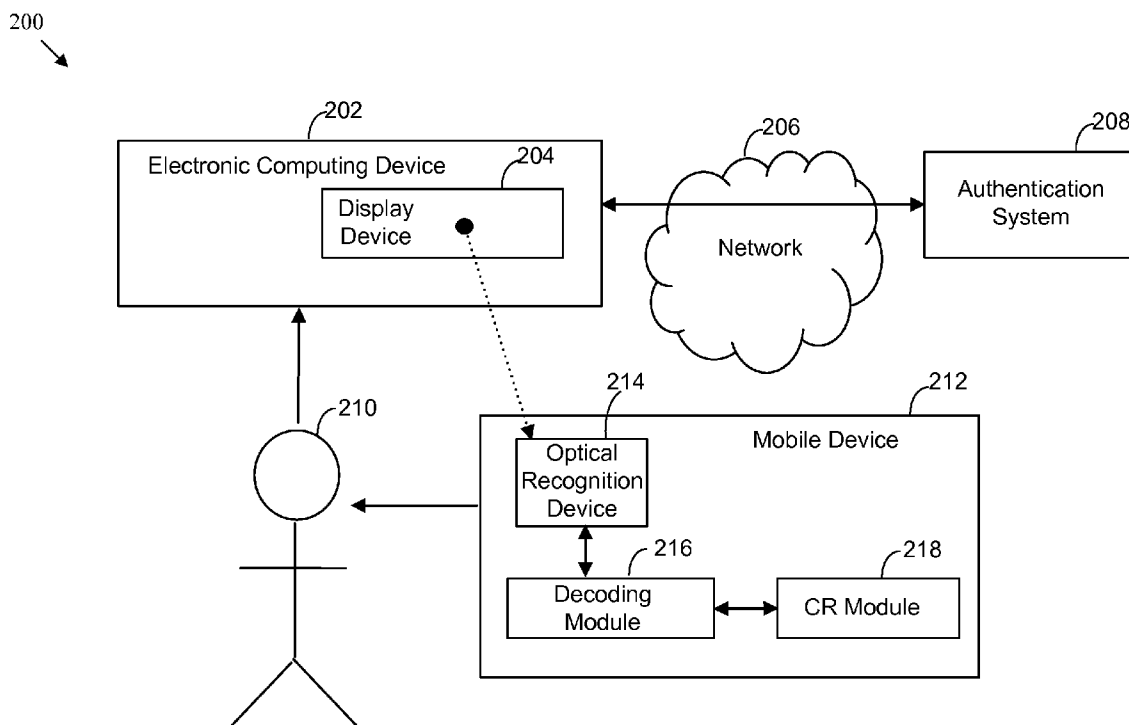 200
202
206
208
Electronic Computing Device
204
Display
Device
Authentication
System
Network
210
214
212
Mobile Device
Optical
Recognition
Device
216
218
Decoding
Module
CR Module